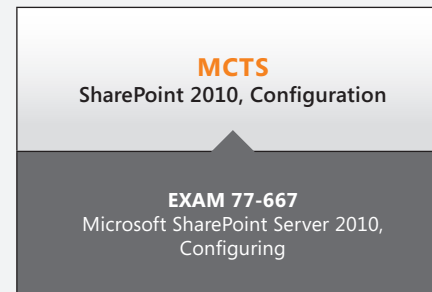 MCTS
SharePoint 2010, Configuration
EXAM 77-667
Microsoft SharePoint Server 2010,
Configuring